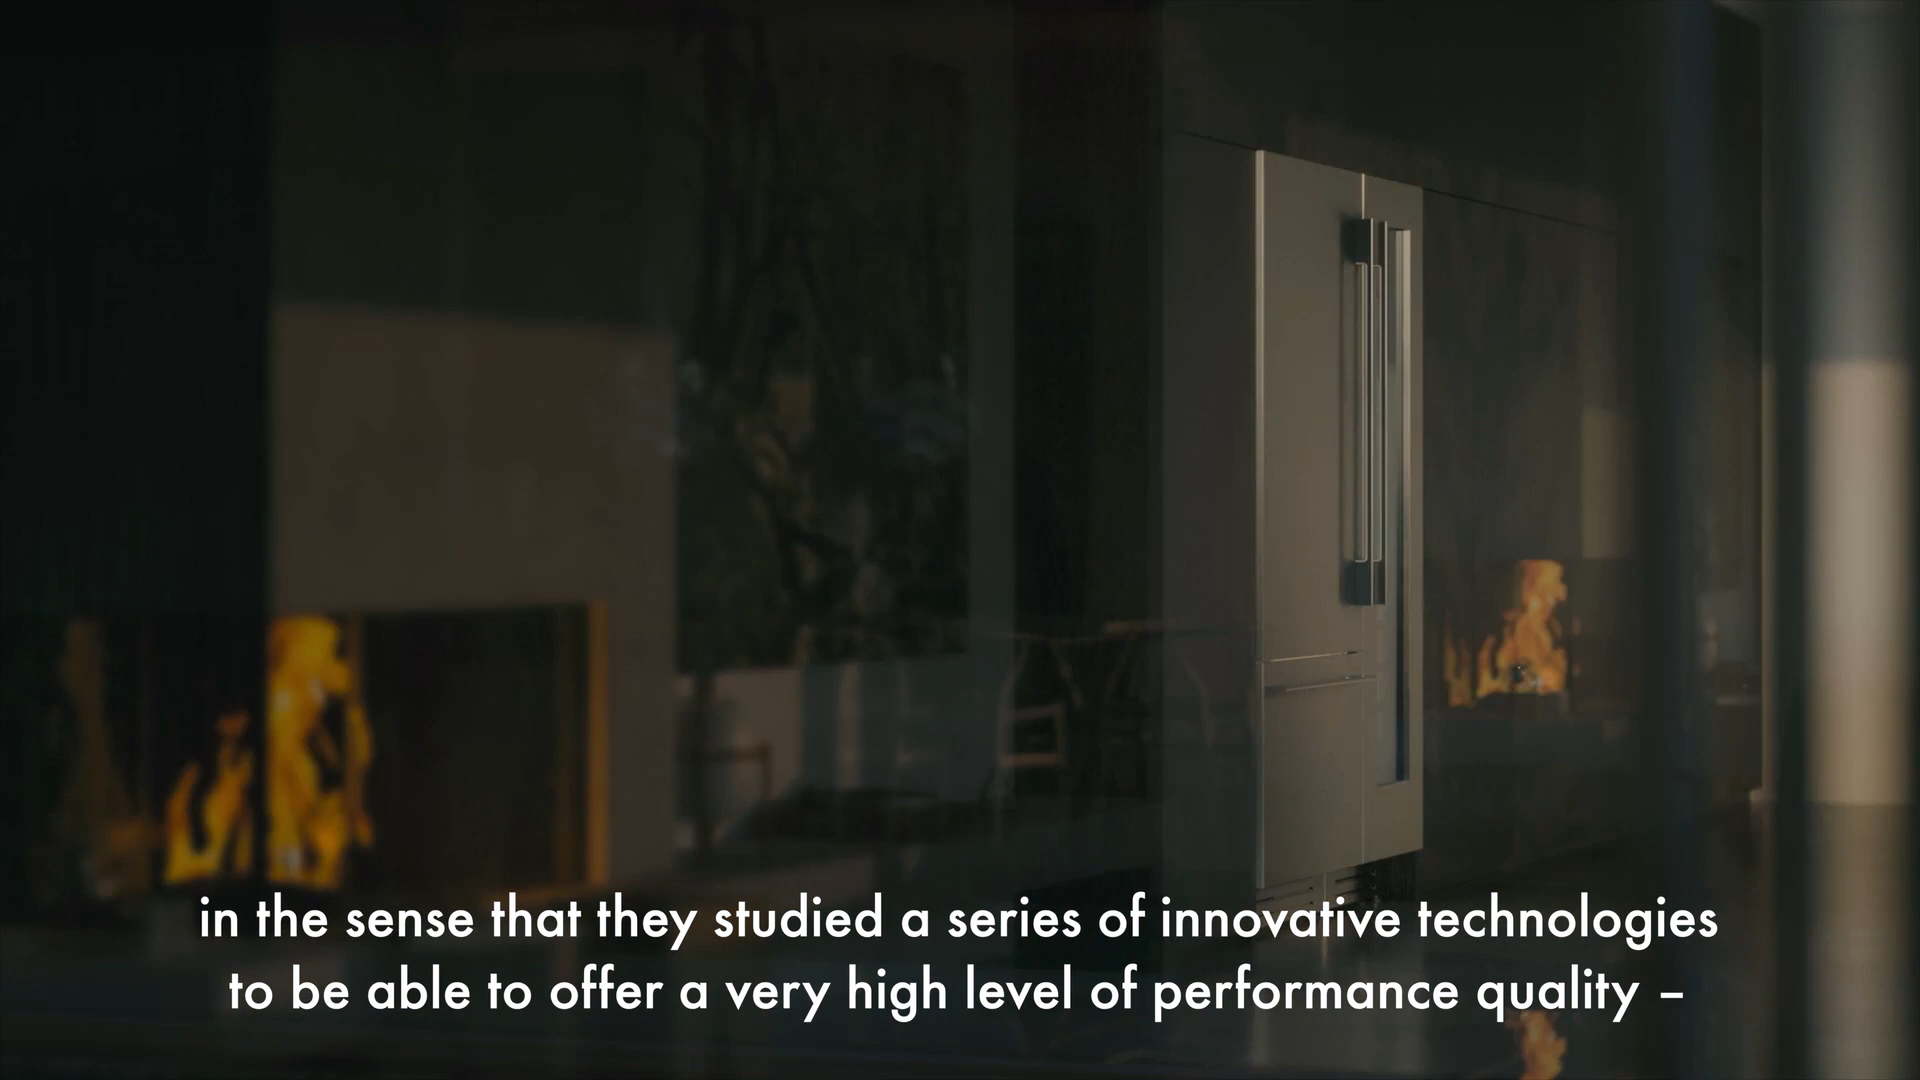 in the sense that they studied a series of innovative technologies
to be able to offer a very high level of performance quality –